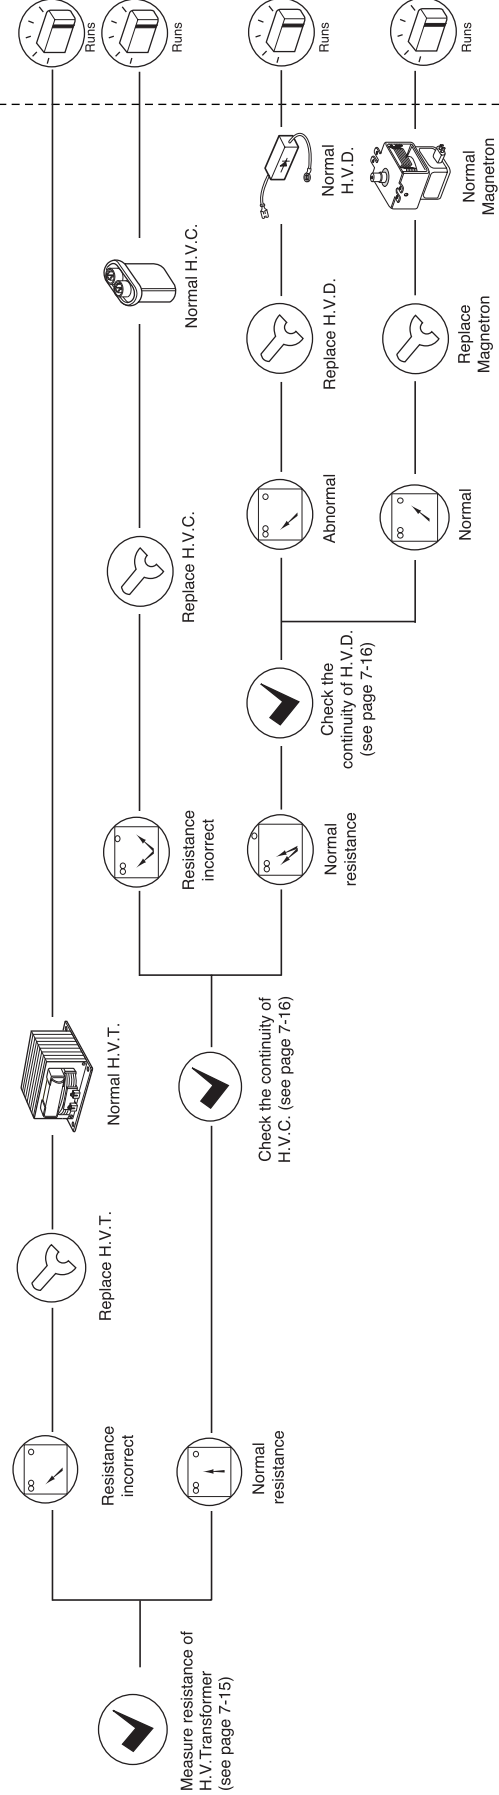 Measure resistance of
H.V.Transformer
(see page 7-15)
Resistance
incorrect
Replace H.V.T.
Normal H.V.T.
Runs
Normal
resistance
Check the continuity of
H.V.C. (see page 7-16)
Resistance
incorrect
Replace H.V.C.
Normal H.V.C.
Runs
Normal
resistance
Check the
continuity of H.V.D.
(see page 7-16)
Abnormal
Replace H.V.D.
Normal
H.V.D.
Runs
Normal
Replace
Magnetron
Normal
Magnetron
Runs